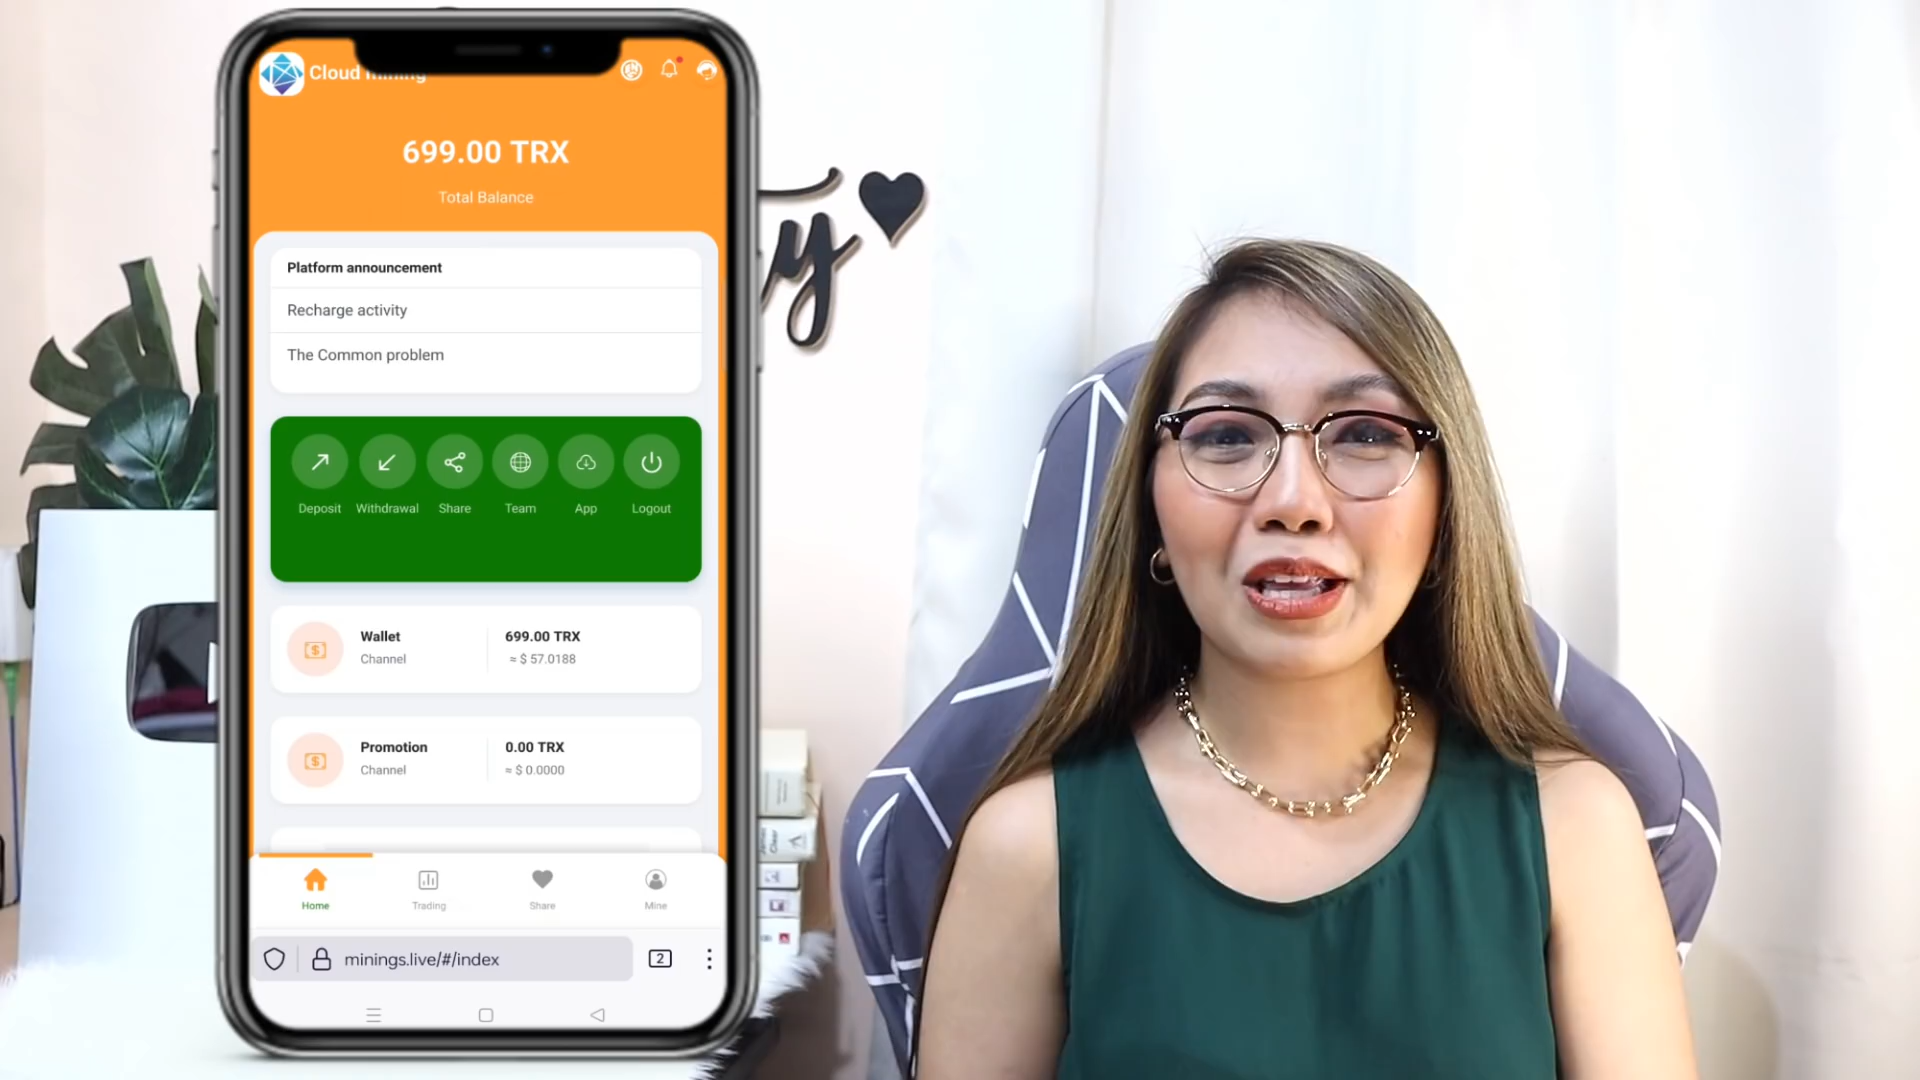 Cloud mining
699.00 TRX
Total Balance
Platform announcement
Recharge activity
The Common problem
Deposit Withdrawal Share Team App Logout
Wallet
Channel
699.00 TRX
≈ $ 57.0188
Promotion
Channel
0.00 TRX
≈ $ 0.0000
Home Trading Share Mine
minings.live/#/index
2
y